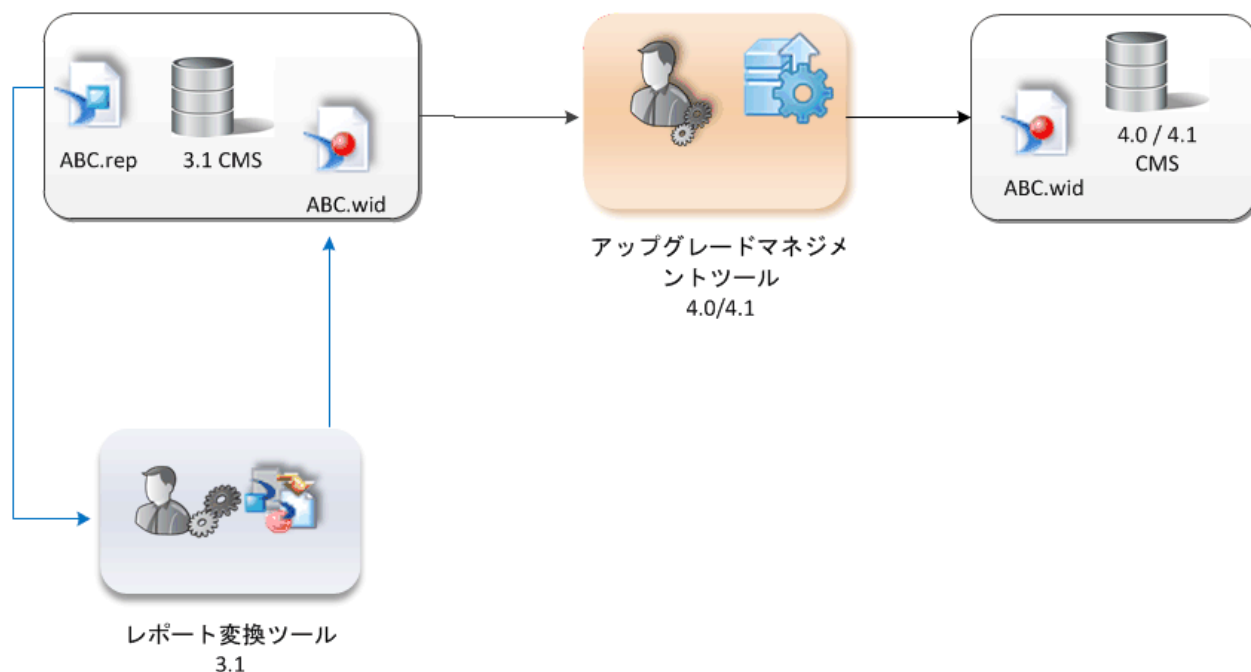 ABC.rep
3.1 CMS
ABC.wid
アップグレードマネジメ
ントツール
4.0/4.1
ABC.wid
4.0 / 4.1
CMS
レポート変換ツール
3.1